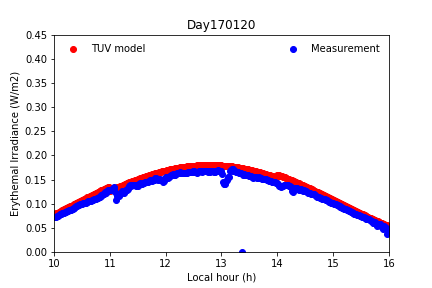 Day170120
TUV model
Measurement
0.45
0.40
0.35
0.30
0.25
0.20
0.15
0.10
0.05
0.00
Erythemal Irradiance (W/m2)
10 11 12 13 14 15 16
Local hour (h)